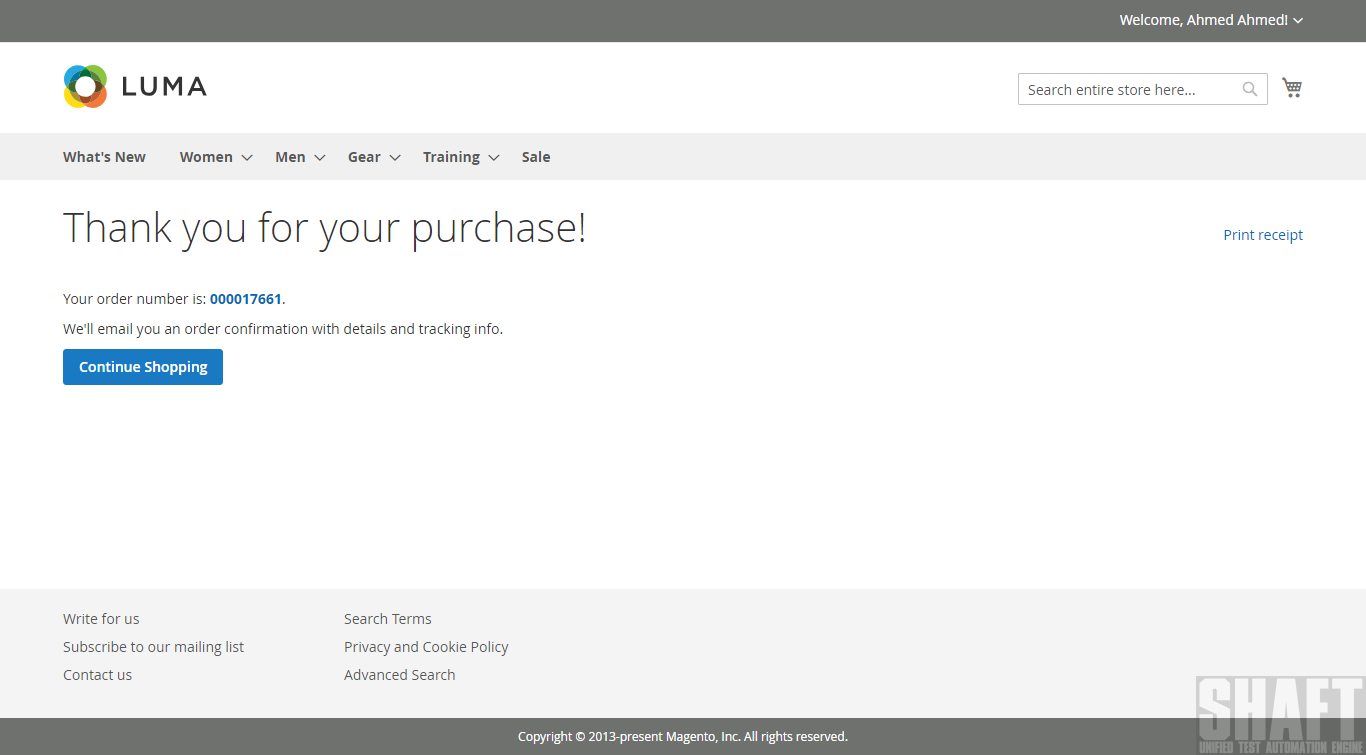 Welcome, Ahmed Ahmed!
LUMA
Search entire store here...
What's New Women Men Gear Training Sale
Thank you for your purchase!
Print receipt
Your order number is: 000017661.
We'll email you an order confirmation with details and tracking info.
Continue Shopping
Write for us
Subscribe to our mailing list
Contact us
Search Terms
Privacy and Cookie Policy
Advanced Search
Copyright © 2013-present Magento, Inc. All rights reserved.
SHAFT
UNIFIED TEST AUTOMATION ENGINE